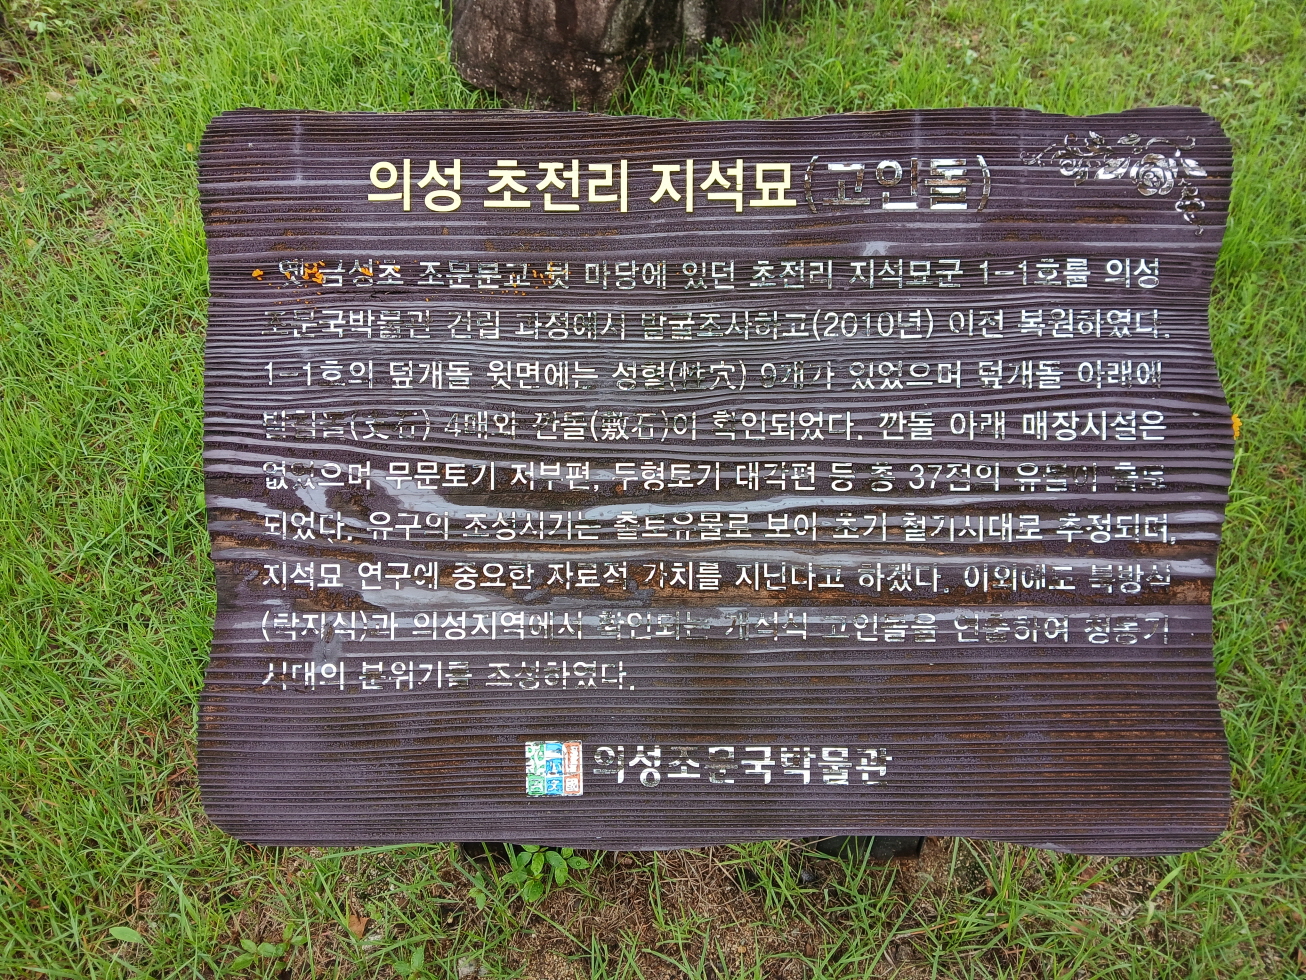 의성 초전리 지석묘(고인돌)
옛 금성초 조문분교 뒷 마당에 있던 초전리 지석묘군 1-1호를 의성
조문국박물관 건립 과정에서 발굴조사하고(2010년) 이전 복원하였다.
1-1호의 덮개돌 윗면에는 성혈(性穴) 9개가 있었으며 덮개돌 아래에
받침돌(支石) 4매와 깐돌(敷石)이 확인되었다. 깐돌 아래 매장시설은
없었으며 무문토기 저부편, 두형토기 대각편 등 총 37점의 유물이 출토
되었다. 유구의 조성시기는 출토유물로 보아 초기 철기시대로 추정되며,
지석묘 연구에 중요한 자료적 가치를 지닌다고 하겠다. 이외에도 북방식
(탁자식)과 의성지역에서 확인되는 개석식 고인돌을 연출하여 청동기
시대의 분위기를 조성하였다.
의성조문국박물관